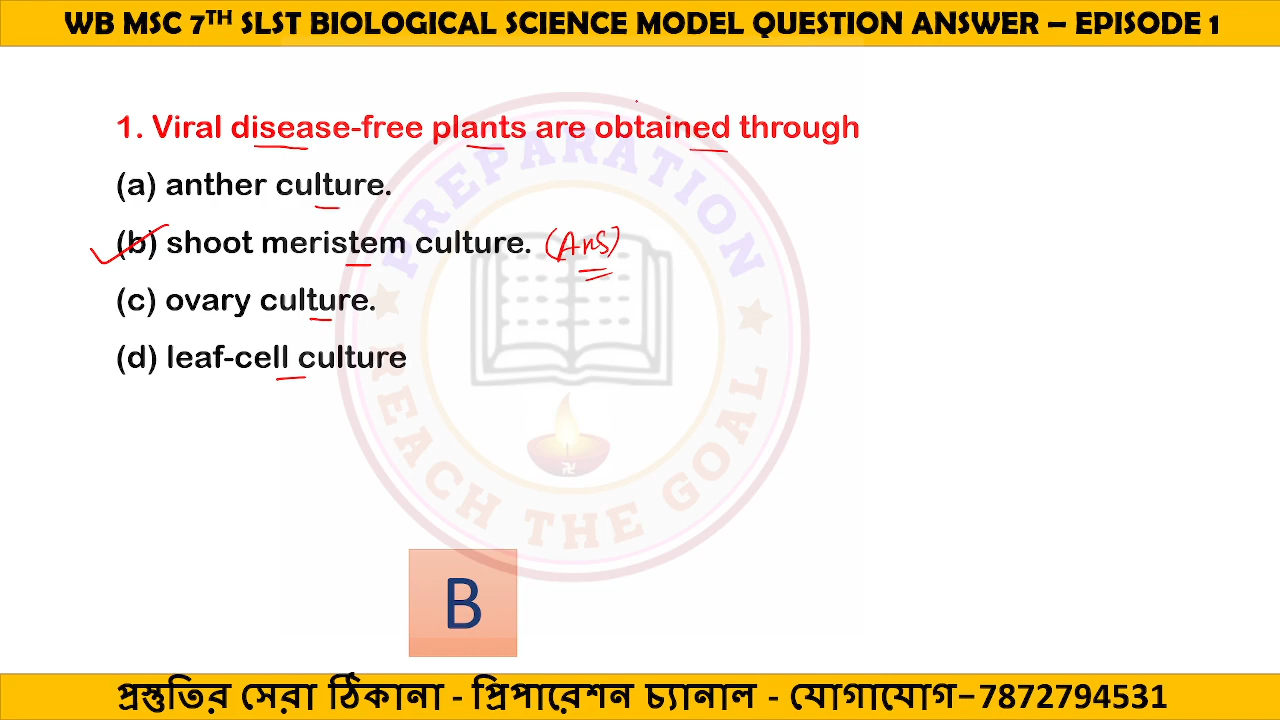 WB MSC 7TH SLST BIOLOGICAL SCIENCE MODEL QUESTION ANSWER – EPISODE 1
1. Viral disease-free plants are obtained through
(a) anther culture.
(b) shoot meristem culture. (Ans)
(c) ovary culture.
(d) leaf-cell culture
PREPARATION
REACH THE GOAL
B
প্রস্তুতির সেরা ঠিকানা - প্রিপারেশন চ্যানাল - যোগাযোগ–7872794531